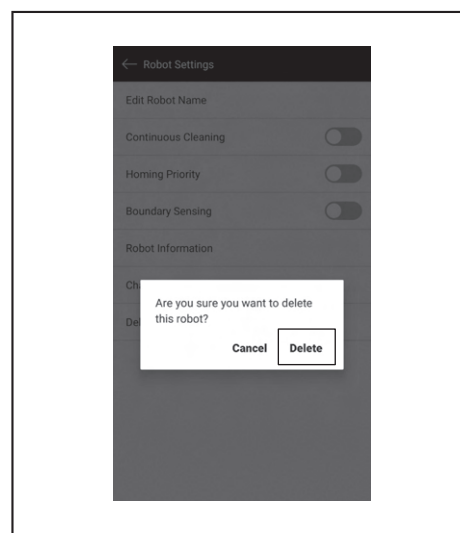 Robot Settings
Edit Robot Name
Continuous Cleaning
Homing Priority
Boundary Sensing
Robot Information
Are you sure you want to delete
this robot?
Cancel Delete